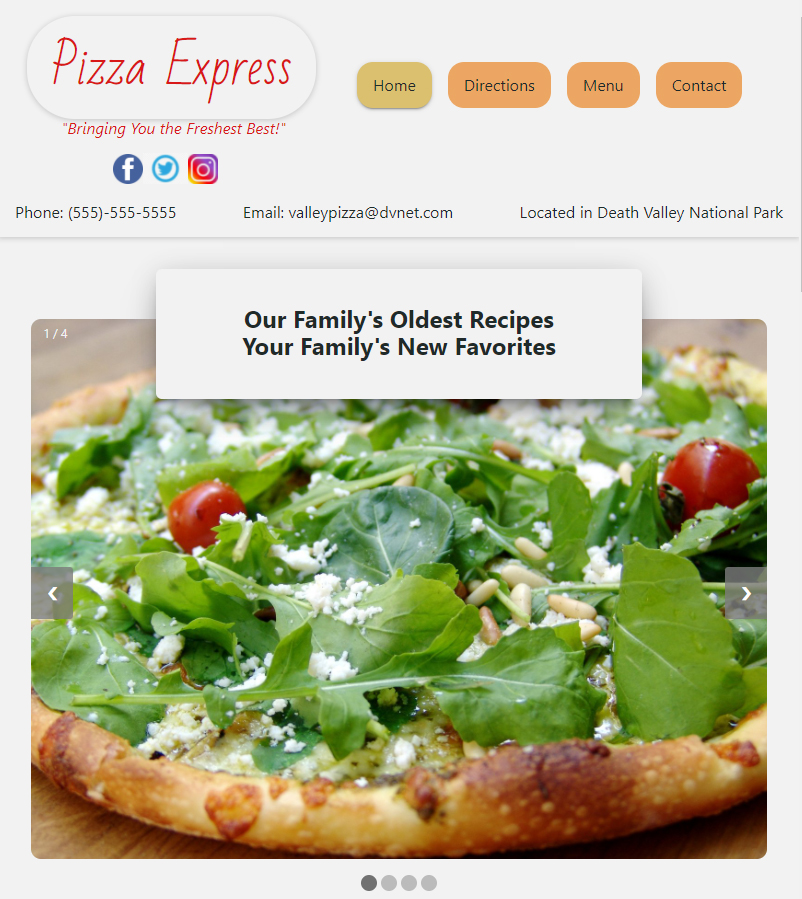 Pizza Express
"Bringing You the Freshest Best!"
Home
Directions
Menu
Contact
Phone: (555)-555-5555
Email: valleypizza@dvnet.com
Located in Death Valley National Park
Our Family's Oldest Recipes
Your Family's New Favorites
1 / 4
❮
❯